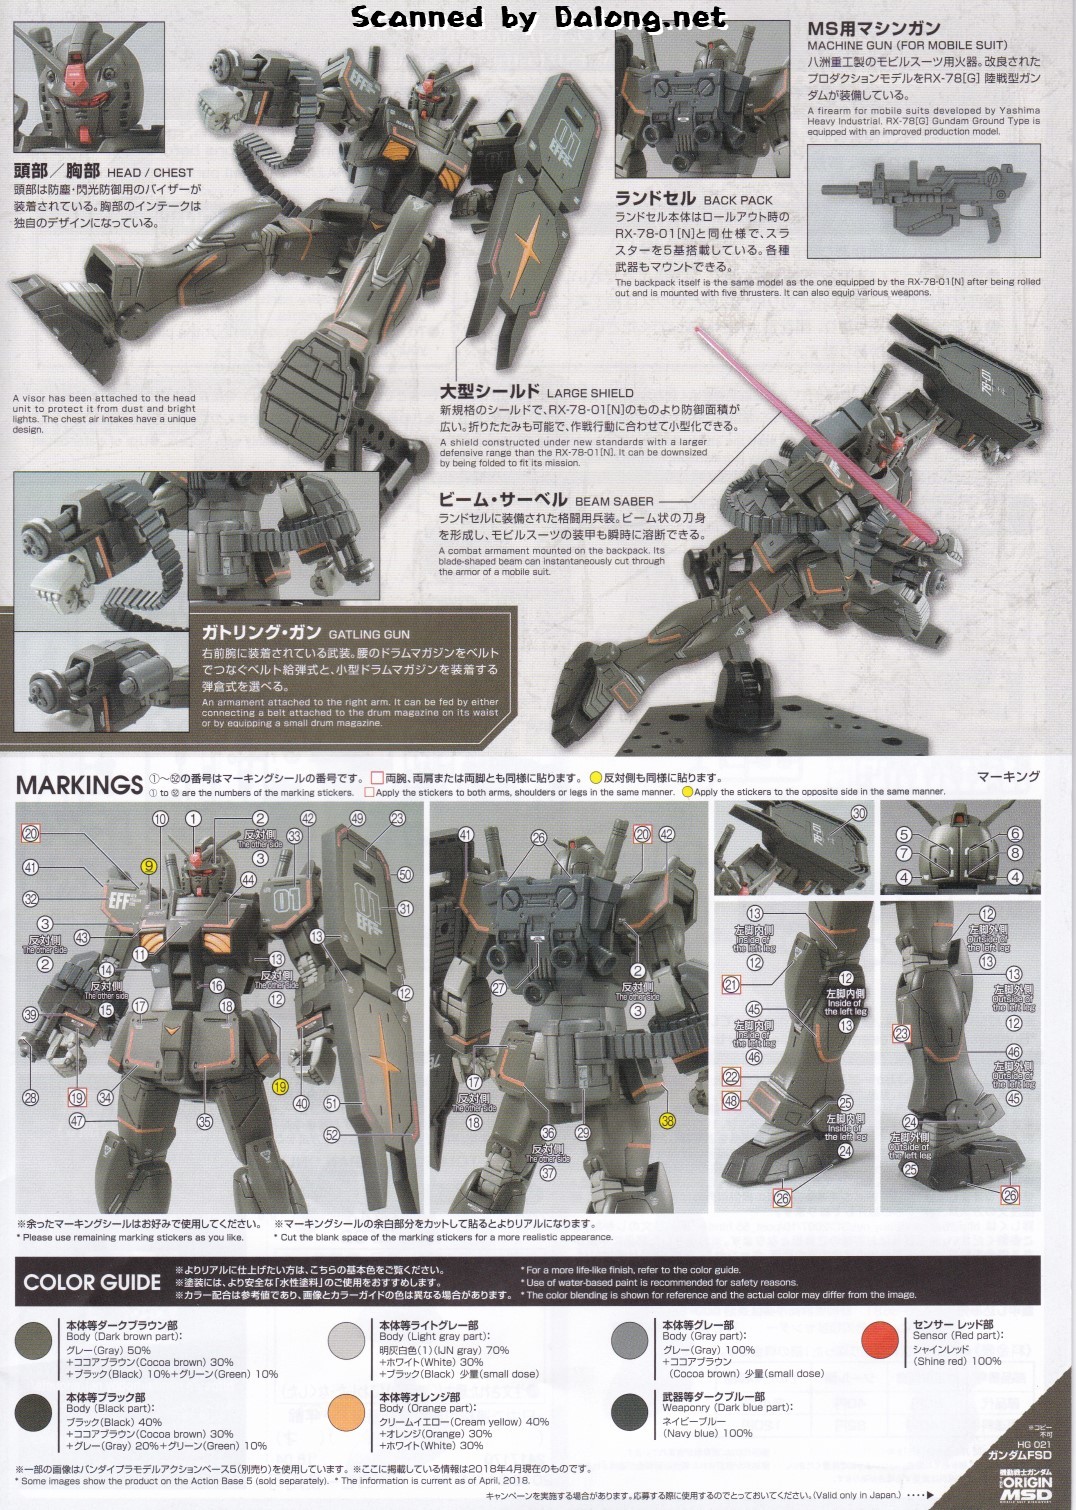 Scanned by Dalong.net
頭部／胸部 HEAD / CHEST
頭部は防塵・閃光防御用のバイザーが
装着されている。胸部のインテークは
独自のデザインになっている。
A visor has been attached to the head
unit to protect it from dust and bright
lights. The chest air intakes have a unique
design.
ランドセル BACK PACK
ランドセル本体はロールアウト時の
RX-78-01[N]と同仕様で、スラ
スターを5基搭載している。各種
武器もマウントできる。
The backpack itself is the same model as the one equipped by the RX-78-01[N] after being rolled
out and is mounted with five thrusters. It can also equip various weapons.
MS用マシンガン
MACHINE GUN (FOR MOBILE SUIT)
八洲重工製のモビルスーツ用火器。改良された
プロダクションモデルをRX-78[G] 陸戦型ガン
ダムが装備している。
A firearm for mobile suits developed by Yashima
Heavy Industrial. RX-78[G] Gundam Ground Type is
equipped with an improved production model.
大型シールド LARGE SHIELD
新規格のシールドで、RX-78-01[N]のものより防御面積が
広い。折りたたみも可能で、作戦行動に合わせて小型化できる。
A shield constructed under new standards with a larger
defensive range than the RX-78-01[N]. It can be downsized
by being folded to fit its mission.
ビーム・サーベル BEAM SABER
ランドセルに装備された格闘用兵装。ビーム状の刀身
を形成し、モビルスーツの装甲も瞬時に溶断できる。
A combat armament mounted on the backpack. Its
blade-shaped beam can instantaneously cut through
the armor of a mobile suit.
ガトリング・ガン GATLING GUN
右前腕に装着されている武装。腰のドラムマガジンをベルト
でつなぐベルト給弾式と、小型ドラムマガジンを装着する
弾倉式を選べる。
An armament attached to the right arm. It can be fed by either
connecting a belt attached to the drum magazine on its waist
or by equipping a small drum magazine.
MARKINGS
①～㊾の番号はマーキングシールの番号です。 □両腕、両肩または両脚とも同様に貼ります。 ○反対側も同様に貼ります。
Apply the stickers to both arms, shoulders or legs in the same manner. Apply the stickers to the opposite side in the same manner.
マーキング
20 10 1 2 反対側 The other side 3 33 42 49 23
41 9 44 50
32 EFF 01 31
3 反対側 The other side 2 43 11 13
14 反対側 The other side 15 16 13 反対側 The other side 12 12
39 17 18
28 19 34 35 19 40 51
47 52
41 26 20 42
27 2 反対側 The other side 3
17 反対側 The other side 18 36 反対側 The other side 37 29 38
30
5 6
7 8
4 4
13 左脚内側 Inside of the left leg 12
21 12 左脚内側 Inside of the left leg 13
45 左脚内側 Inside of the left leg 46
22
48 25 左脚内側 Inside of the left leg 24
26
12 左脚外側 Outside of the left leg 13
13 左脚外側 Outside of the left leg 12
23 46 左脚外側 Outside of the left leg 45
24 左脚外側 Outside of the left leg 25
26
※余ったマーキングシールはお好みで使用してください。 ※マーキングシールの余白部分をカットして貼るとよりリアルになります。
* Please use remaining marking stickers as you like. * Cut the blank space of the marking stickers for a more realistic appearance.
COLOR GUIDE
※よりリアルに仕上げたい方は、こちらの基本色をご覧ください。 * For a more life-like finish, refer to the color guide.
※塗装には、より安全な「水性塗料」のご使用をおすすめします。 * Use of water-based paint is recommended for safety reasons.
※カラー配合は参考値であり、画像とカラーガイドの色は異なる場合があります。 * The color blending is shown for reference and the actual color may differ from the image.
本体等ダークブラウン部
Body (Dark brown part):
グレー(Gray) 50%
+ココアブラウン(Cocoa brown) 30%
+ブラック(Black) 10%+グリーン(Green) 10%
本体等ライトグレー部
Body (Light gray part):
明灰白色(1)(IJN gray) 70%
+ホワイト(White) 30%
+ブラック(Black) 少量(small dose)
本体等グレー部
Body (Gray part):
グレー(Gray) 100%
+ココアブラウン
(Cocoa brown) 少量(small dose)
センサー レッド部
Sensor (Red part):
シャインレッド
(Shine red) 100%
本体等ブラック部
Body (Black part):
ブラック(Black) 40%
+ココアブラウン(Cocoa brown) 30%
+グレー(Gray) 20%+グリーン(Green) 10%
本体等オレンジ部
Body (Orange part):
クリームイエロー(Cream yellow) 40%
+オレンジ(Orange) 30%
+ホワイト(White) 30%
武器等ダークブルー部
Weaponry (Dark blue part):
ネイビーブルー
(Navy blue) 100%
※コピー
不可
HG 021
ガンダムFSD
機動戦士ガンダム
THE ORIGIN
MSD
※一部の画像はバンダイプラモデルアクションベース5(別売り)を使用しています。 ※ここに掲載している情報は2018年4月現在のものです。
* Some images show the product on the Action Base 5 (sold separately). * The information is current as of April, 2018.
キャンペーンを実施する場合があります。応募する際に使用するのでとっておいてください。(Valid only in Japan.) ‥‥▶